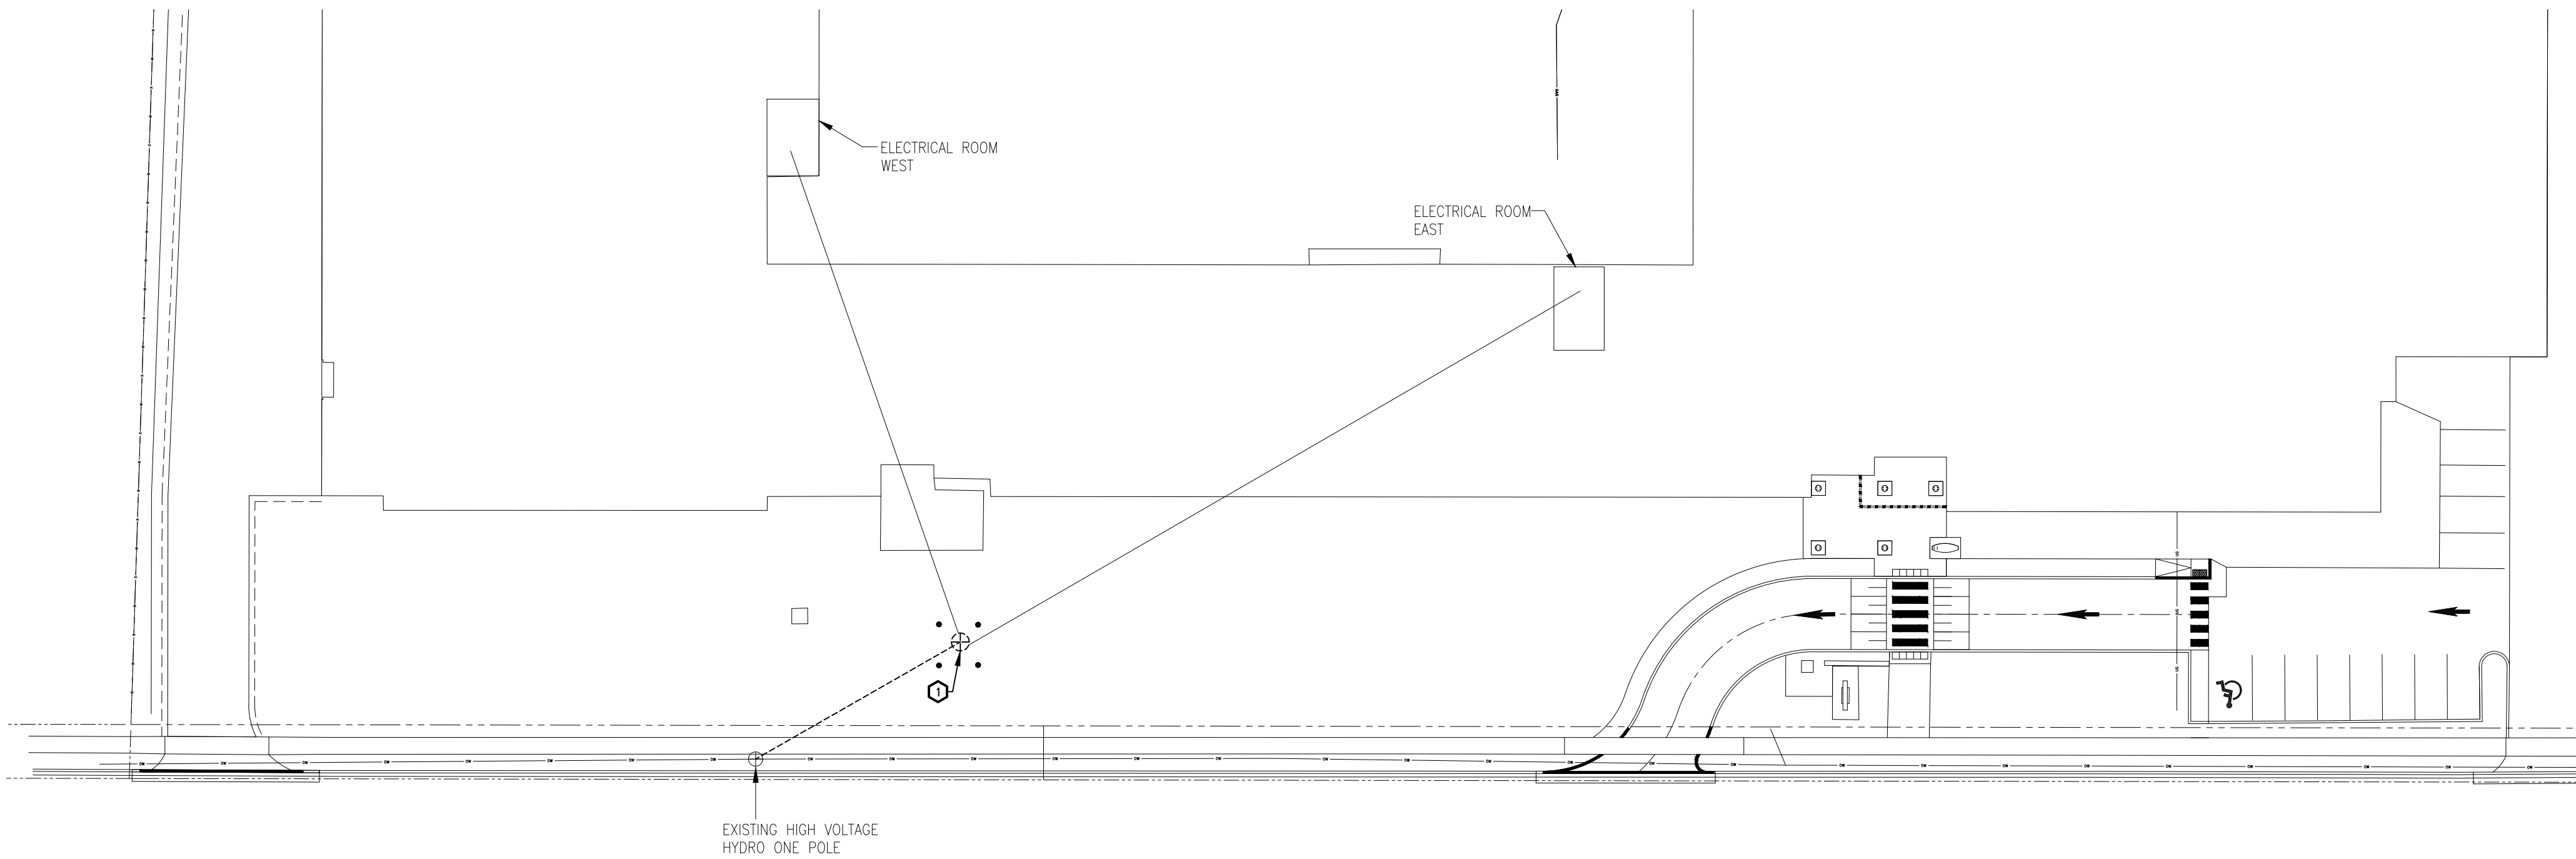 ELECTRICAL ROOM
WEST
ELECTRICAL ROOM
EAST
1
EXISTING HIGH VOLTAGE
HYDRO ONE POLE